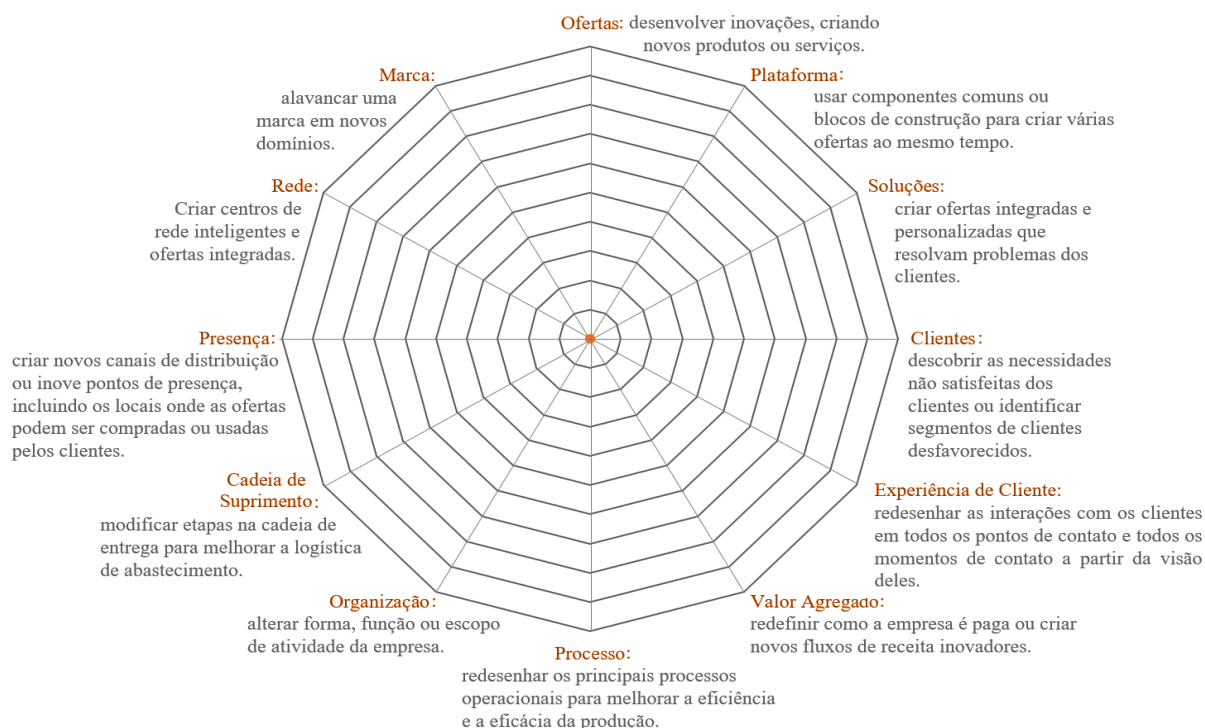 Ofertas: desenvolver inovações, criando
novos produtos ou serviços.
Plataforma:
usar componentes comuns ou
blocos de construção para criar várias
ofertas ao mesmo tempo.
Soluções:
criar ofertas integradas e
personalizadas que
resolvam problemas dos
clientes.
Clientes:
descobrir as necessidades
não satisfeitas dos
clientes ou identificar
segmentos de clientes
desfavorecidos.
Experiência de Cliente:
redesenhar as interações com os clientes
em todos os pontos de contato e todos os
momentos de contato a partir da visão
deles.
Valor Agregado:
redefinir como a empresa é paga ou criar
novos fluxos de receita inovadores.
Processo:
redesenhar os principais processos
operacionais para melhorar a eficiência
e a eficácia da produção.
Organização:
alterar forma, função ou escopo
de atividade da empresa.
Cadeia de
Suprimento:
modificar etapas na cadeia de
entrega para melhorar a logística
de abastecimento.
Presença:
criar novos canais de distribuição
ou inove pontos de presença,
incluindo os locais onde as ofertas
podem ser compradas ou usadas
pelos clientes.
Rede:
Criar centros de
rede inteligentes e
ofertas integradas.
Marca:
alavancar uma
marca em novos
domínios.